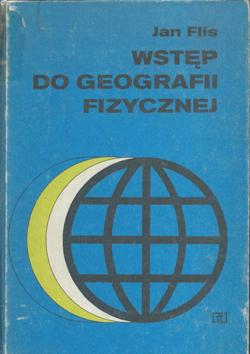 Jan Flis
WSTĘP
DO GEOGRAFII
FIZYCZNEJ